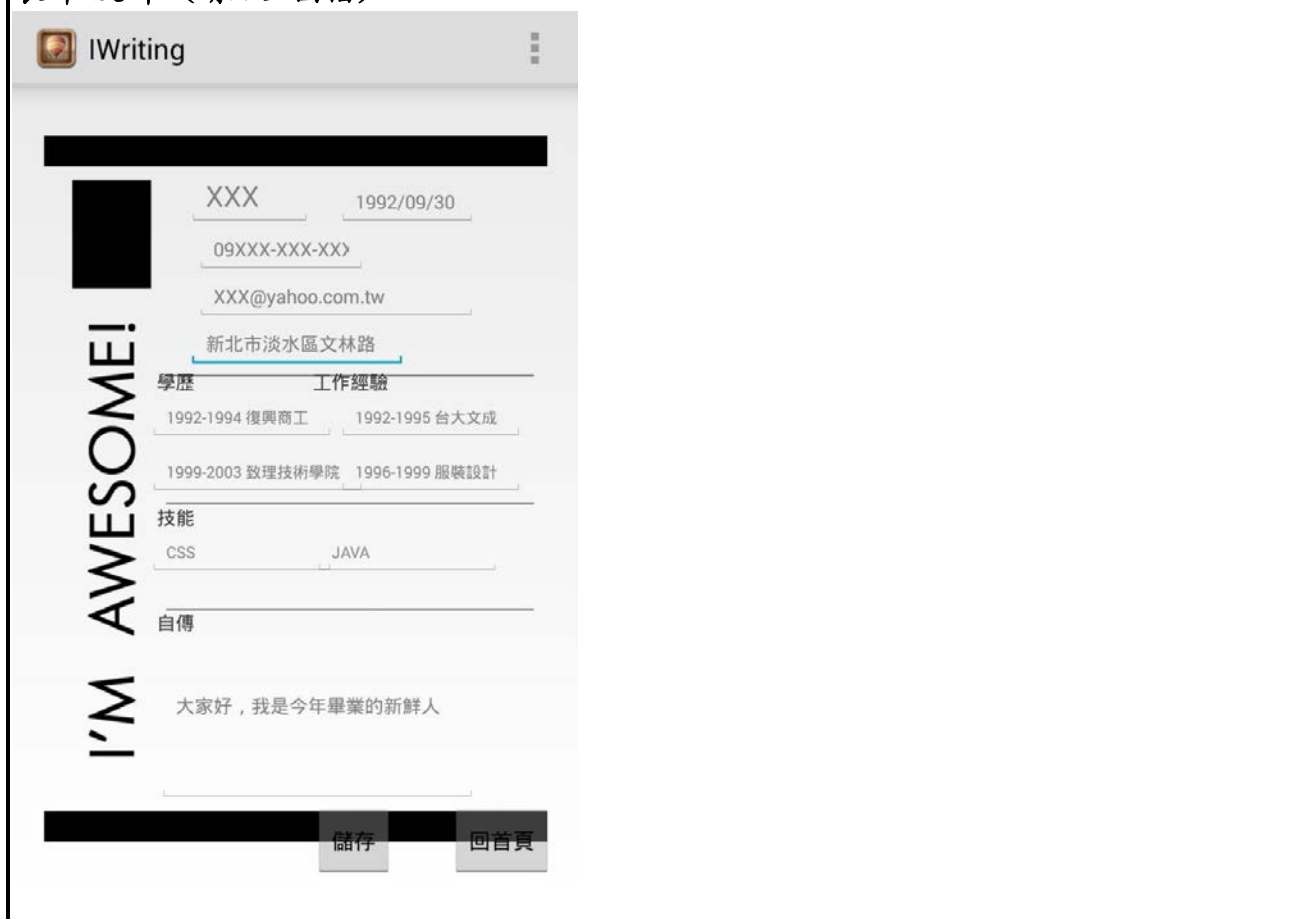 IWriting
XXX 1992/09/30
09XXX-XXX-XXX
XXX@yahoo.com.tw
新北市淡水區文林路
學歷 工作經驗
1992-1994 復興商工 1992-1995 台大文成
1999-2003 致理技術學院 1996-1999 服裝設計
技能
CSS JAVA
自傳
大家好，我是今年畢業的新鮮人
I'M AWESOME!
儲存 回首頁